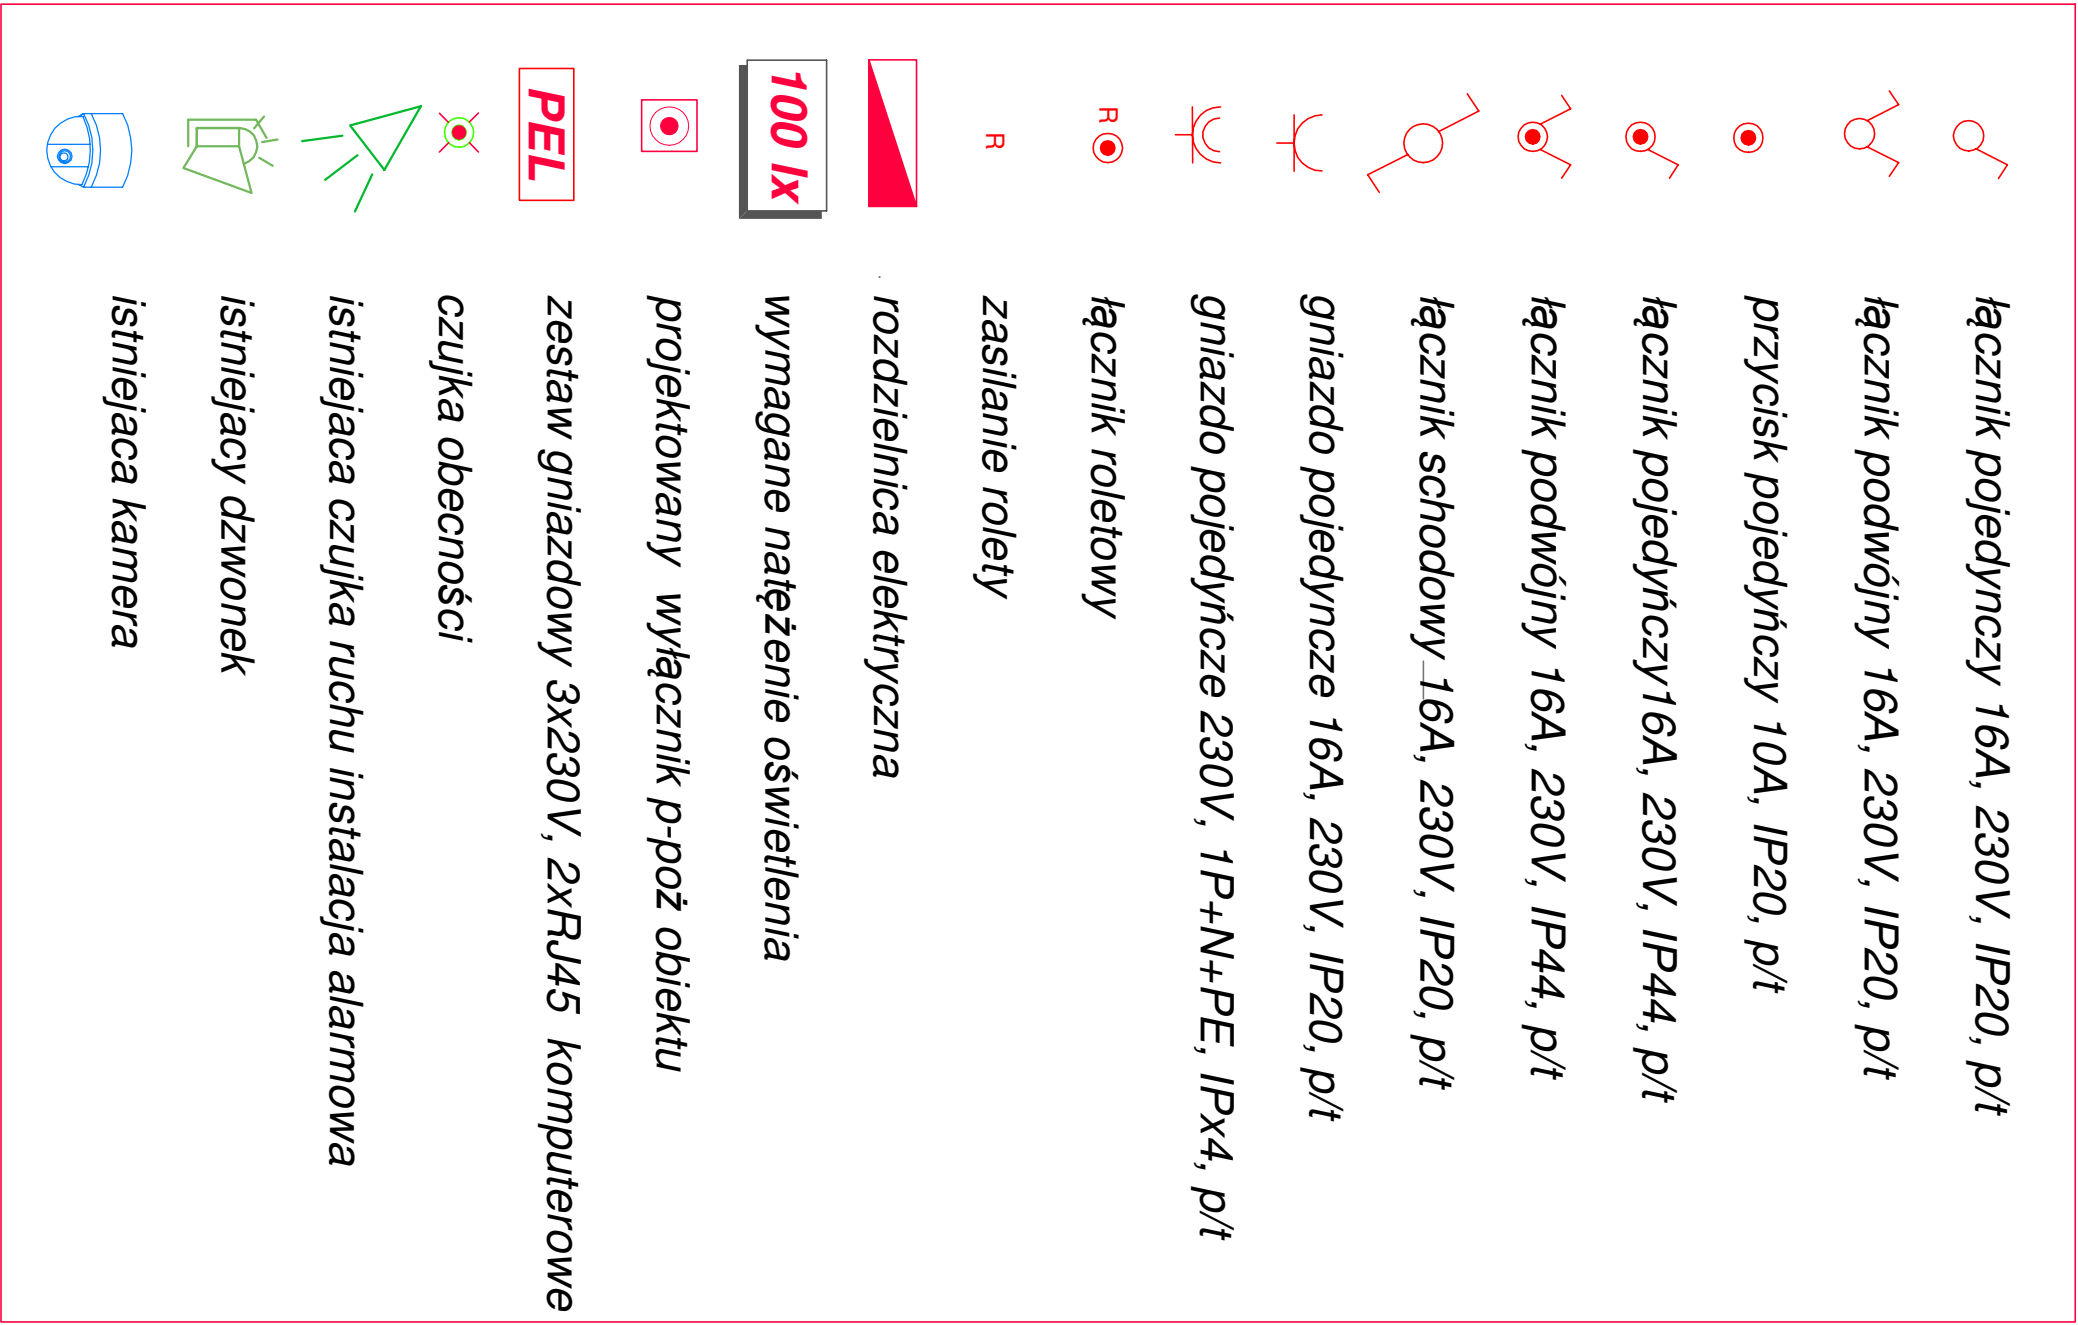 łącznik pojedynczy 16A, 230V, IP20, p/t
łącznik podwójny 16A, 230V, IP20, p/t
przycisk pojedyńczy 10A, IP20, p/t
łącznik pojedyńczy16A, 230V, IP44, p/t
łącznik podwójny 16A, 230V, IP44, p/t
łącznik schodowy 16A, 230V, IP20, p/t
gniazdo pojedyncze 16A, 230V, IP20, p/t
gniazdo pojedyńcze 230V, 1P+N+PE, IPx4, p/t
R łącznik roletowy
R zasilanie rolety
rozdzielnica elektryczna
100 lx wymagane natężenie oświetlenia
projektowany wyłącznik p-poż obiektu
PEL zestaw gniazdowy 3x230V, 2xRJ45 komputerowe
czujka obecności
istniejaca czujka ruchu instalacja alarmowa
istniejacy dzwonek
istniejaca kamera